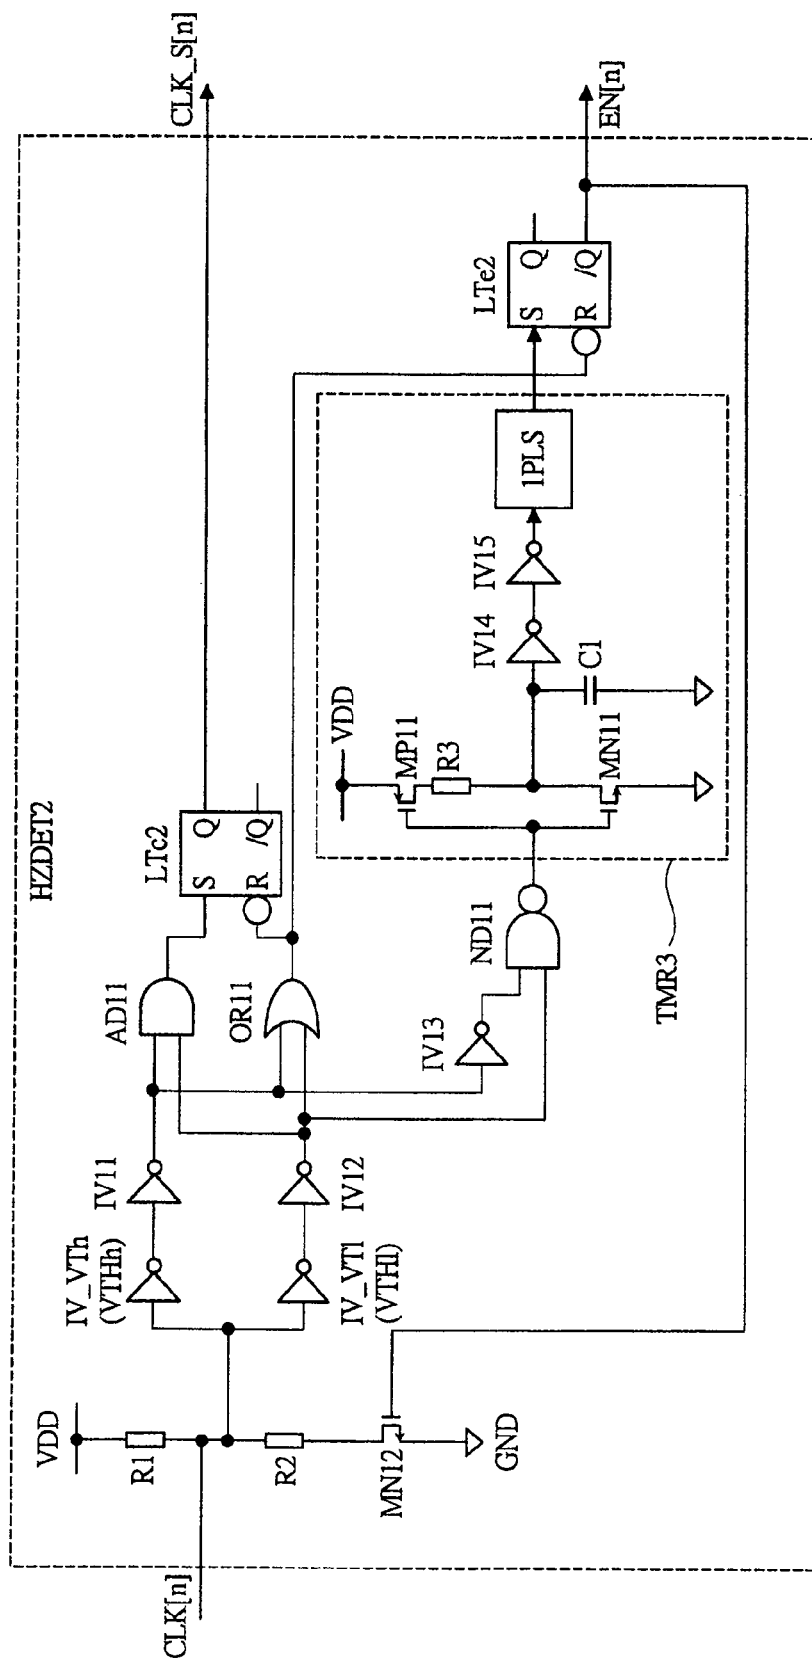 HZDET2
CLK_S[n]
EN[n]
CLK[n]
VDD
R1
R2
MN12
GND
IV_VTh
(VTHh)
IV_VTl
(VTHl)
IV11
IV12
AD11
OR11
IV13
ND11
LTc2
S
Q
R
/Q
TMR3
VDD
MP11
R3
MN11
C1
IV14
IV15
1PLS
LTe2
S
Q
R
/Q